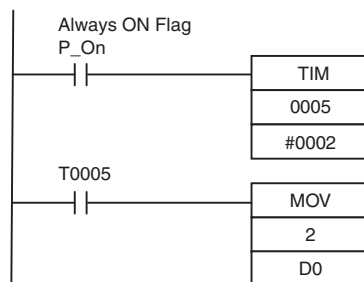 Always ON Flag
P_On
TIM
0005
#0002
T0005
MOV
2
D0